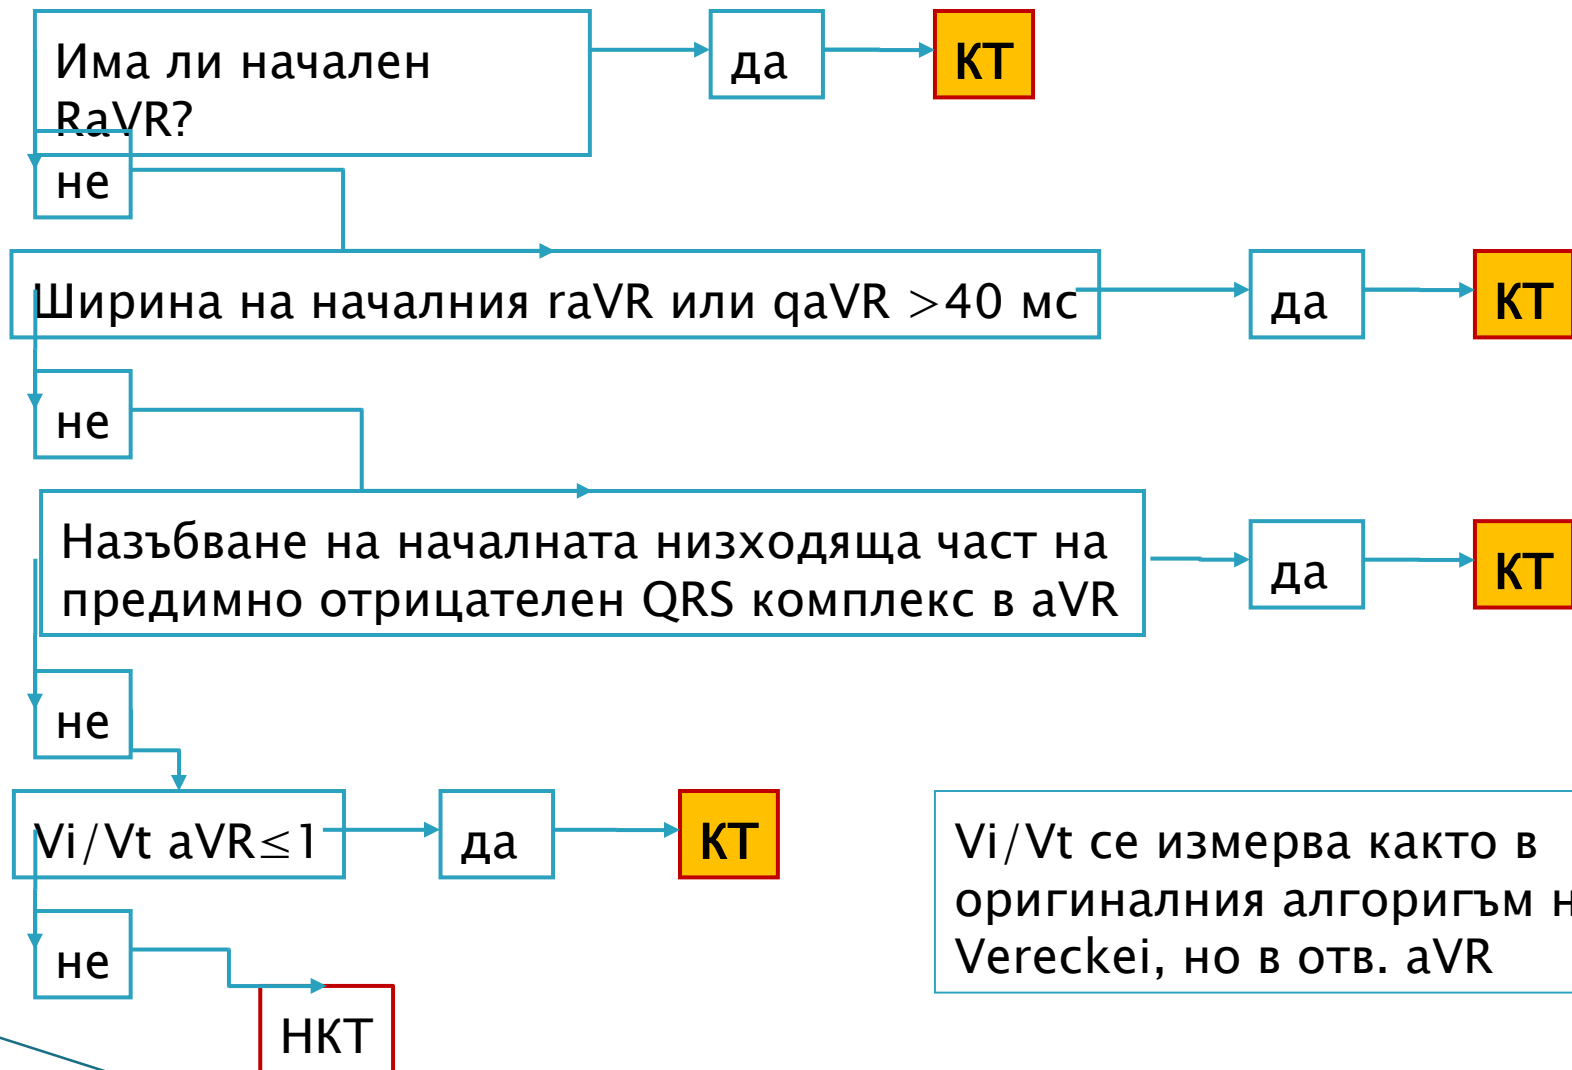 Има ли начален
RaVR?
да
КТ
не
Ширина на началния raVR или qaVR >40 мс
да
КТ
не
Назъбване на началната низходяща част на
предимно отрицателен QRS комплекс в aVR
да
КТ
не
Vi/Vt aVR≤1
да
КТ
Vi/Vt се измерва както в
оригиналния алгоригъм
Vereckei, но в отв. aVR
не
НКТ